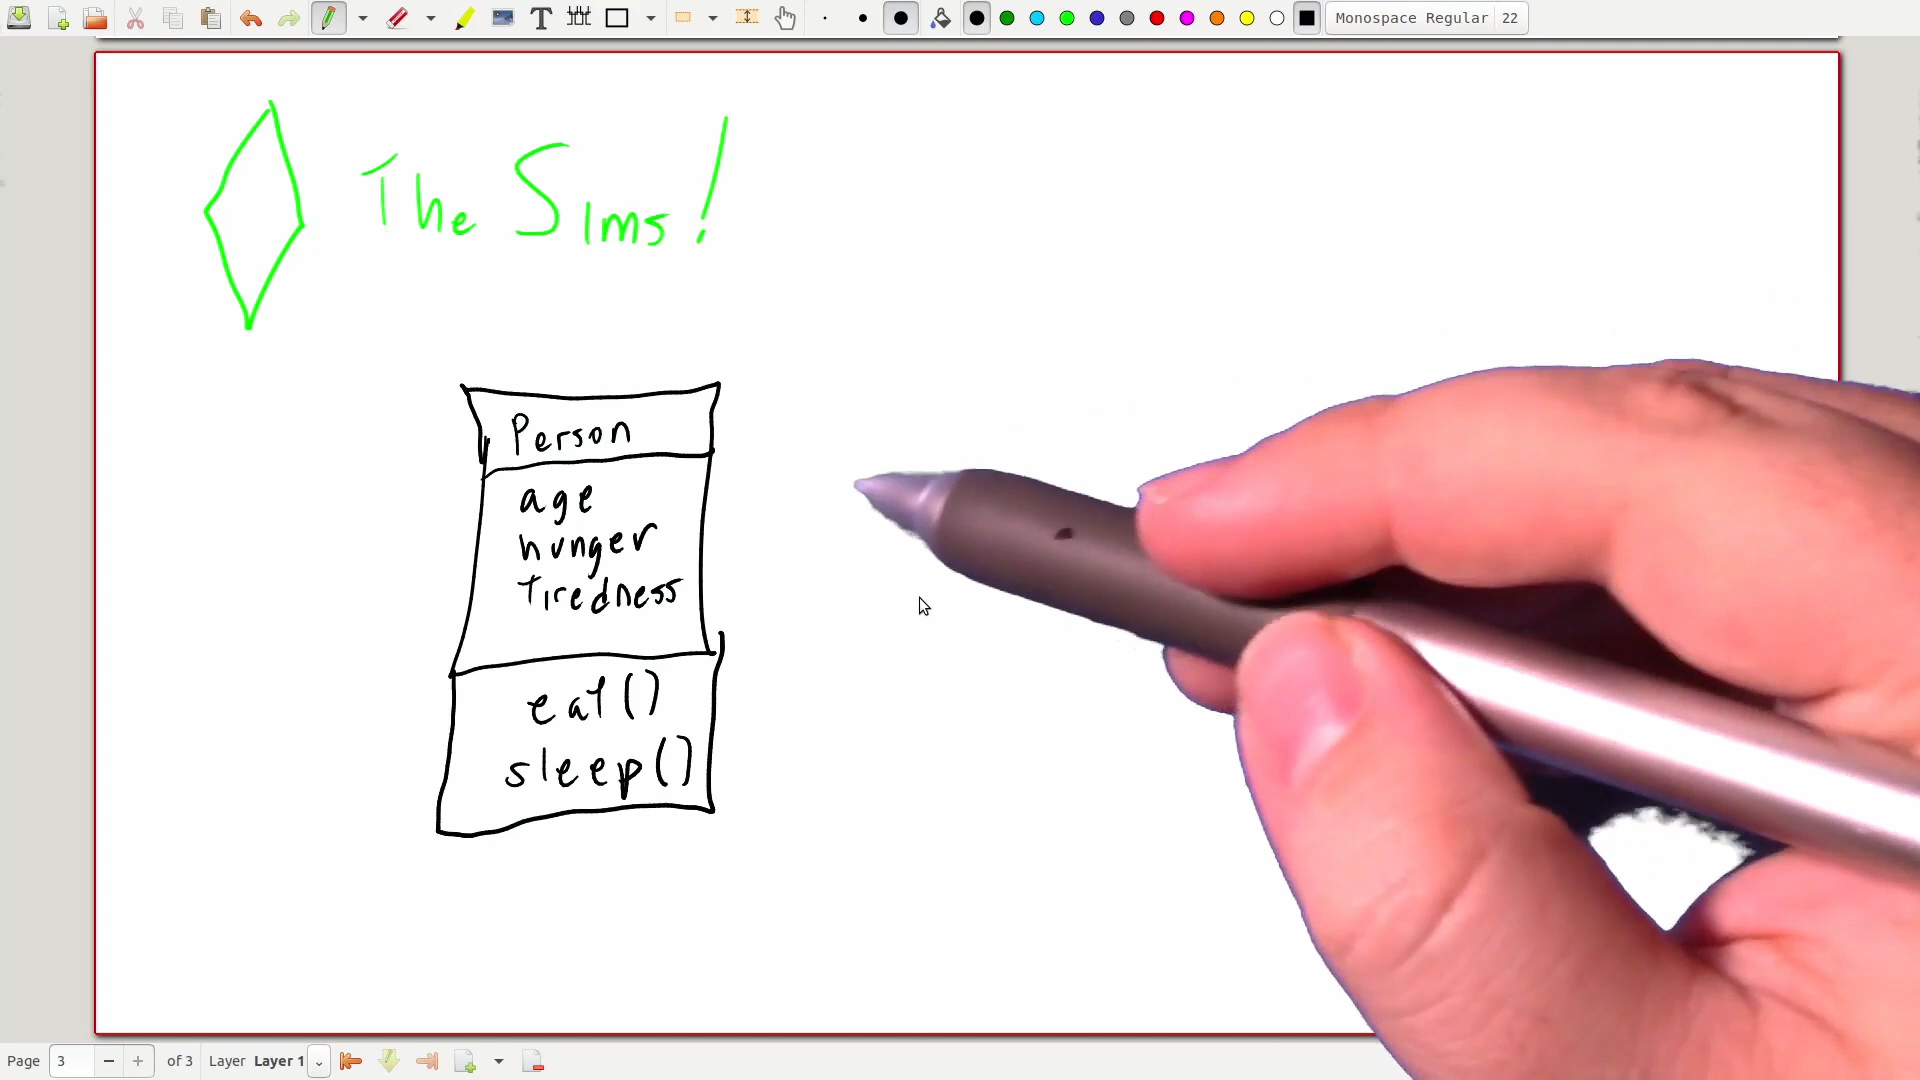 Monospace Regular 22
The Sims!
Person
age
hunger
Tiredness
eat()
sleep()
Page 3 of 3 Layer Layer 1